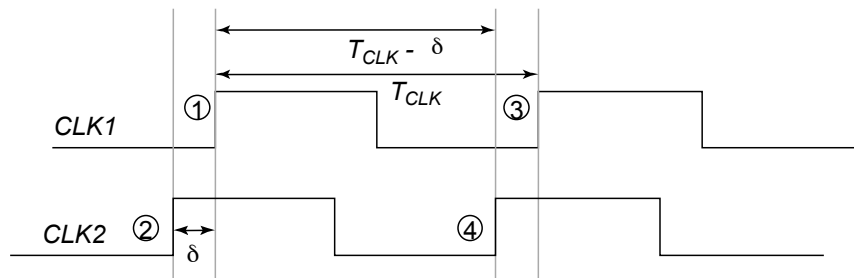 T_CLK - δ
T_CLK
① ③
CLK1
② ④
CLK2 δ